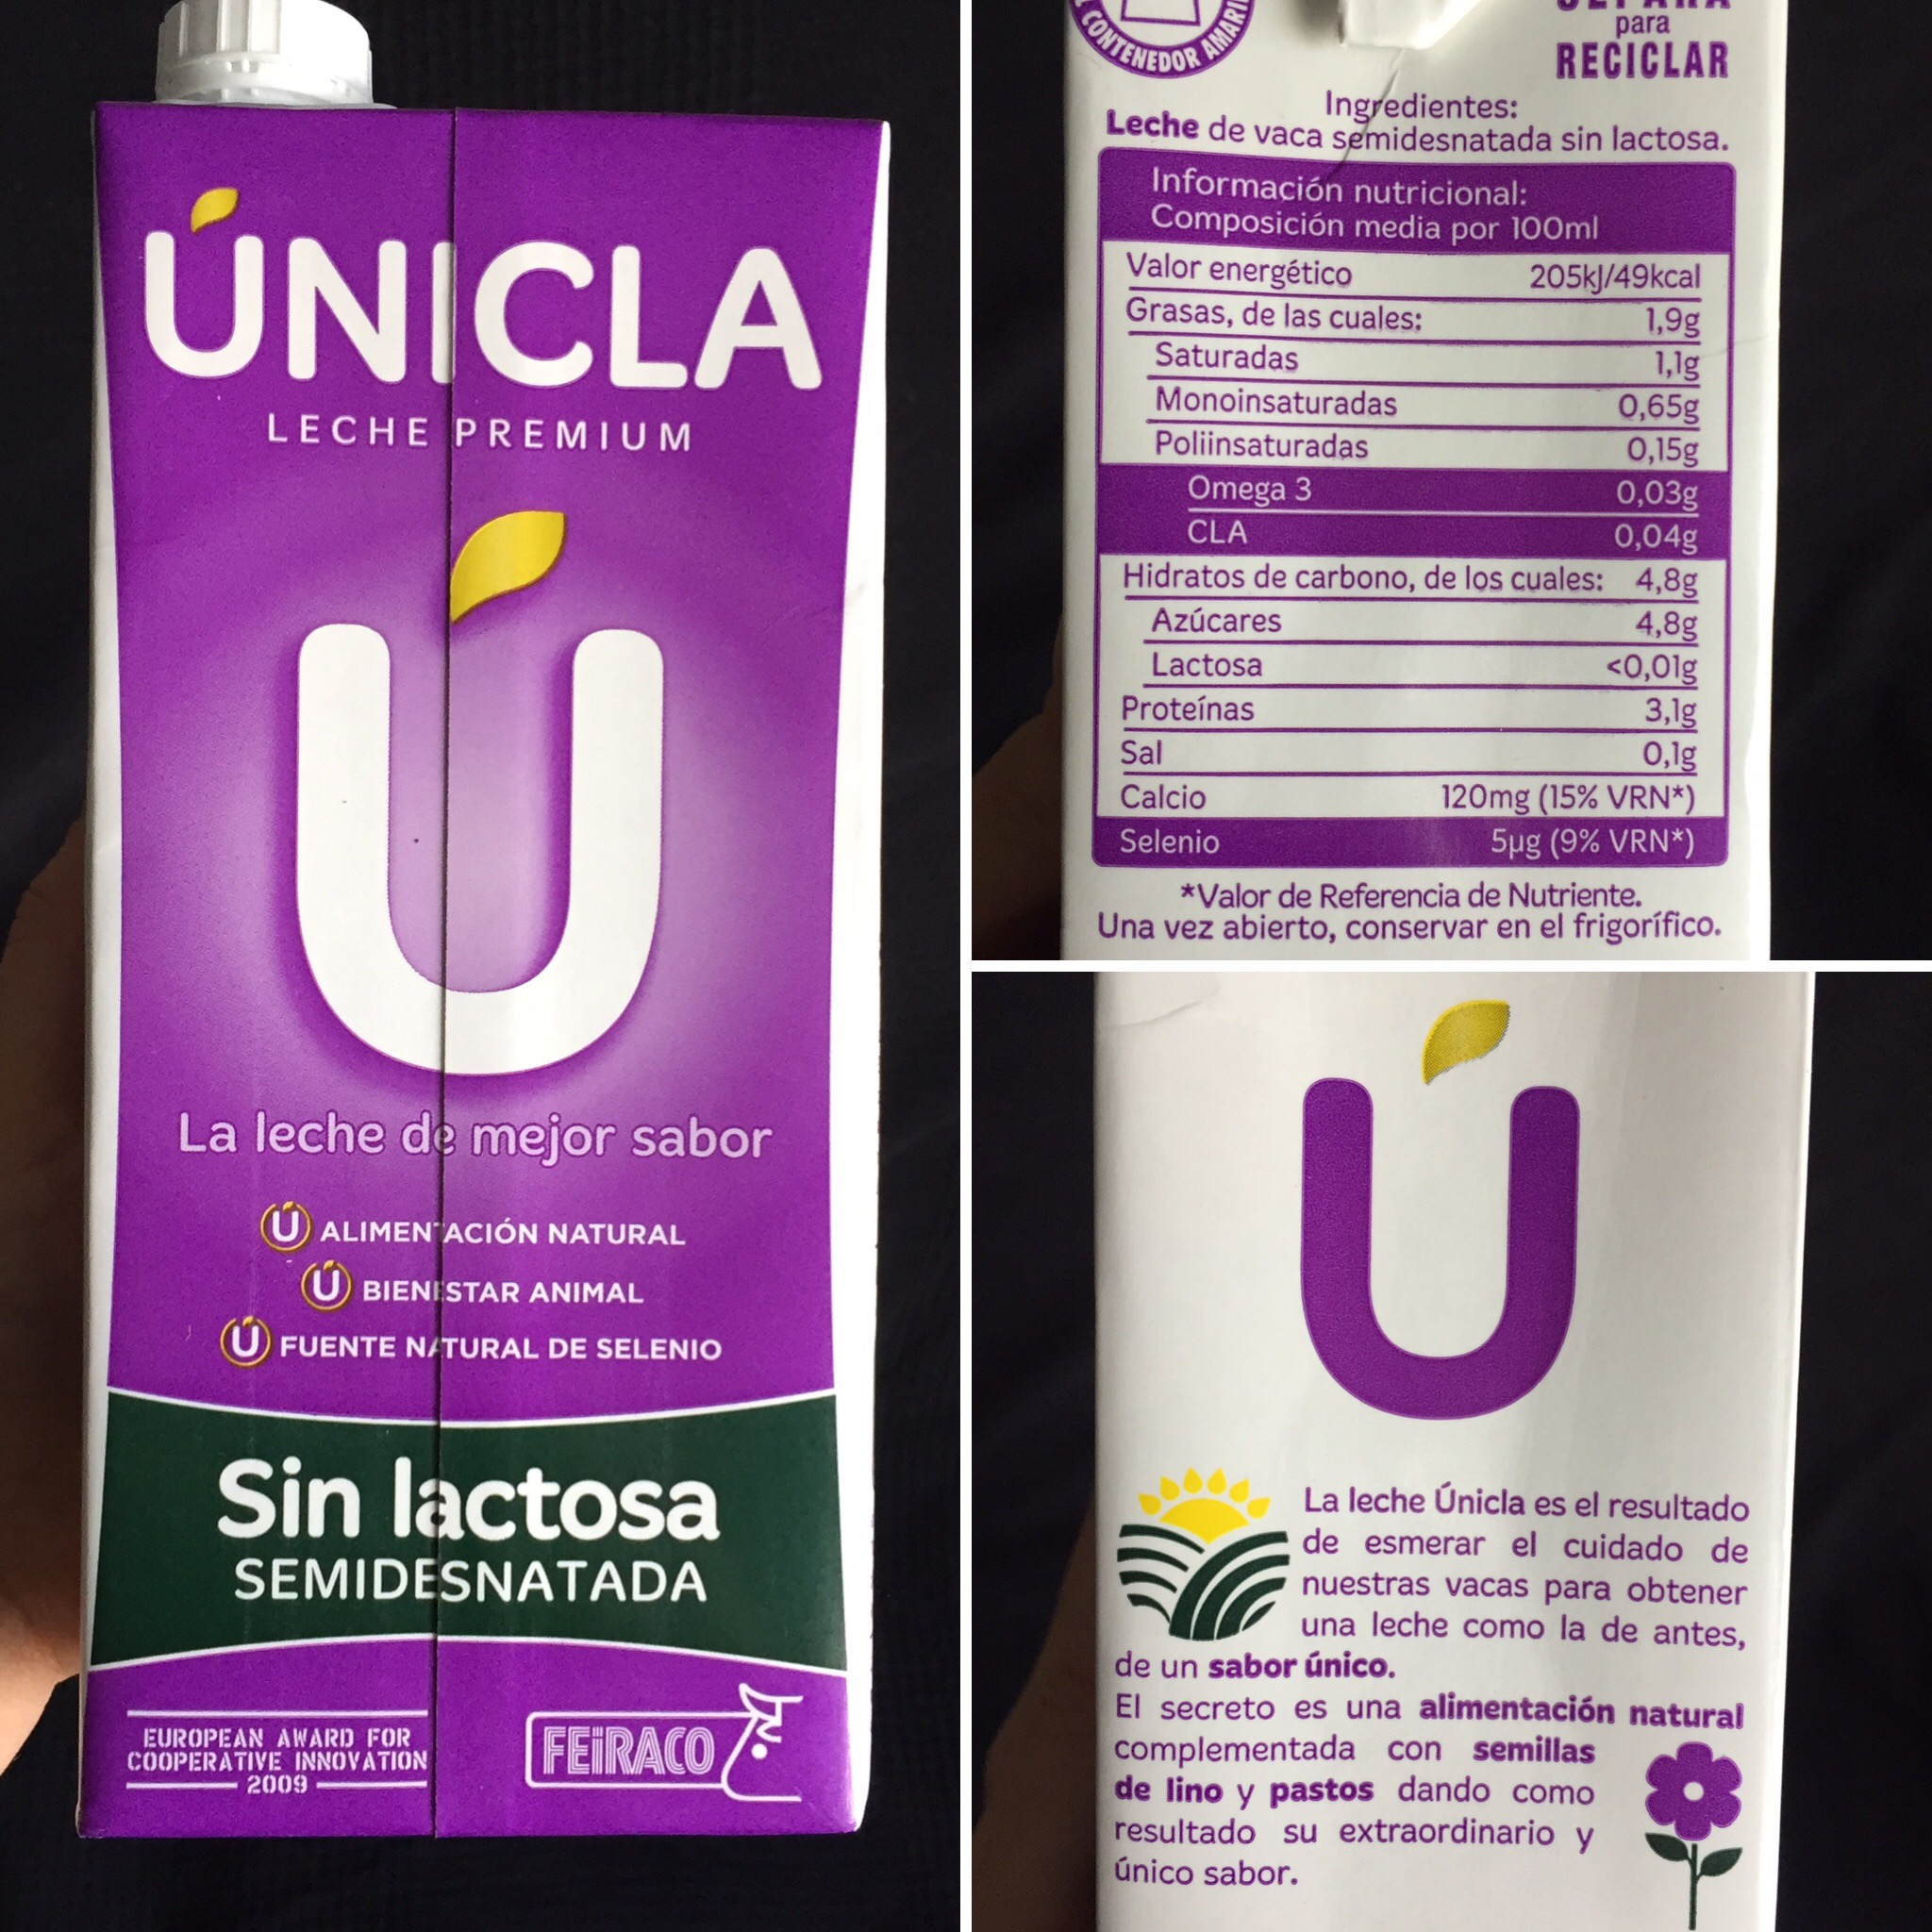 ÚNICLA
LECHE PREMIUM
Ú
La leche de mejor sabor
Ú ALIMENTACIÓN NATURAL
Ú BIENESTAR ANIMAL
Ú FUENTE NATURAL DE SELENIO
Sin lactosa
SEMIDESNATADA
EUROPEAN AWARD FOR
COOPERATIVE INNOVATION
2009
FEIRACO
CONTENEDOR
para
RECICLAR
Ingredientes:
Leche de vaca semidesnatada sin lactosa.
Información nutricional:
Composición media por 100ml
Valor energético 205kJ/49kcal
Grasas, de las cuales: 1,9g
Saturadas 1,1g
Monoinsaturadas 0,65g
Poliinsaturadas 0,15g
Omega 3 0,03g
CLA 0,04g
Hidratos de carbono, de los cuales: 4,8g
Azúcares 4,8g
Lactosa <0,01g
Proteínas 3,1g
Sal 0,1g
Calcio 120mg (15% VRN*)
Selenio 5µg (9% VRN*)
*Valor de Referencia de Nutriente.
Una vez abierto, conservar en el frigorífico.
Ú
La leche Únicla es el resultado
de esmerar el cuidado de
nuestras vacas para obtener
una leche como la de antes,
de un sabor único.
El secreto es una alimentación natural
complementada con semillas
de lino y pastos dando como
resultado su extraordinario y
único sabor.